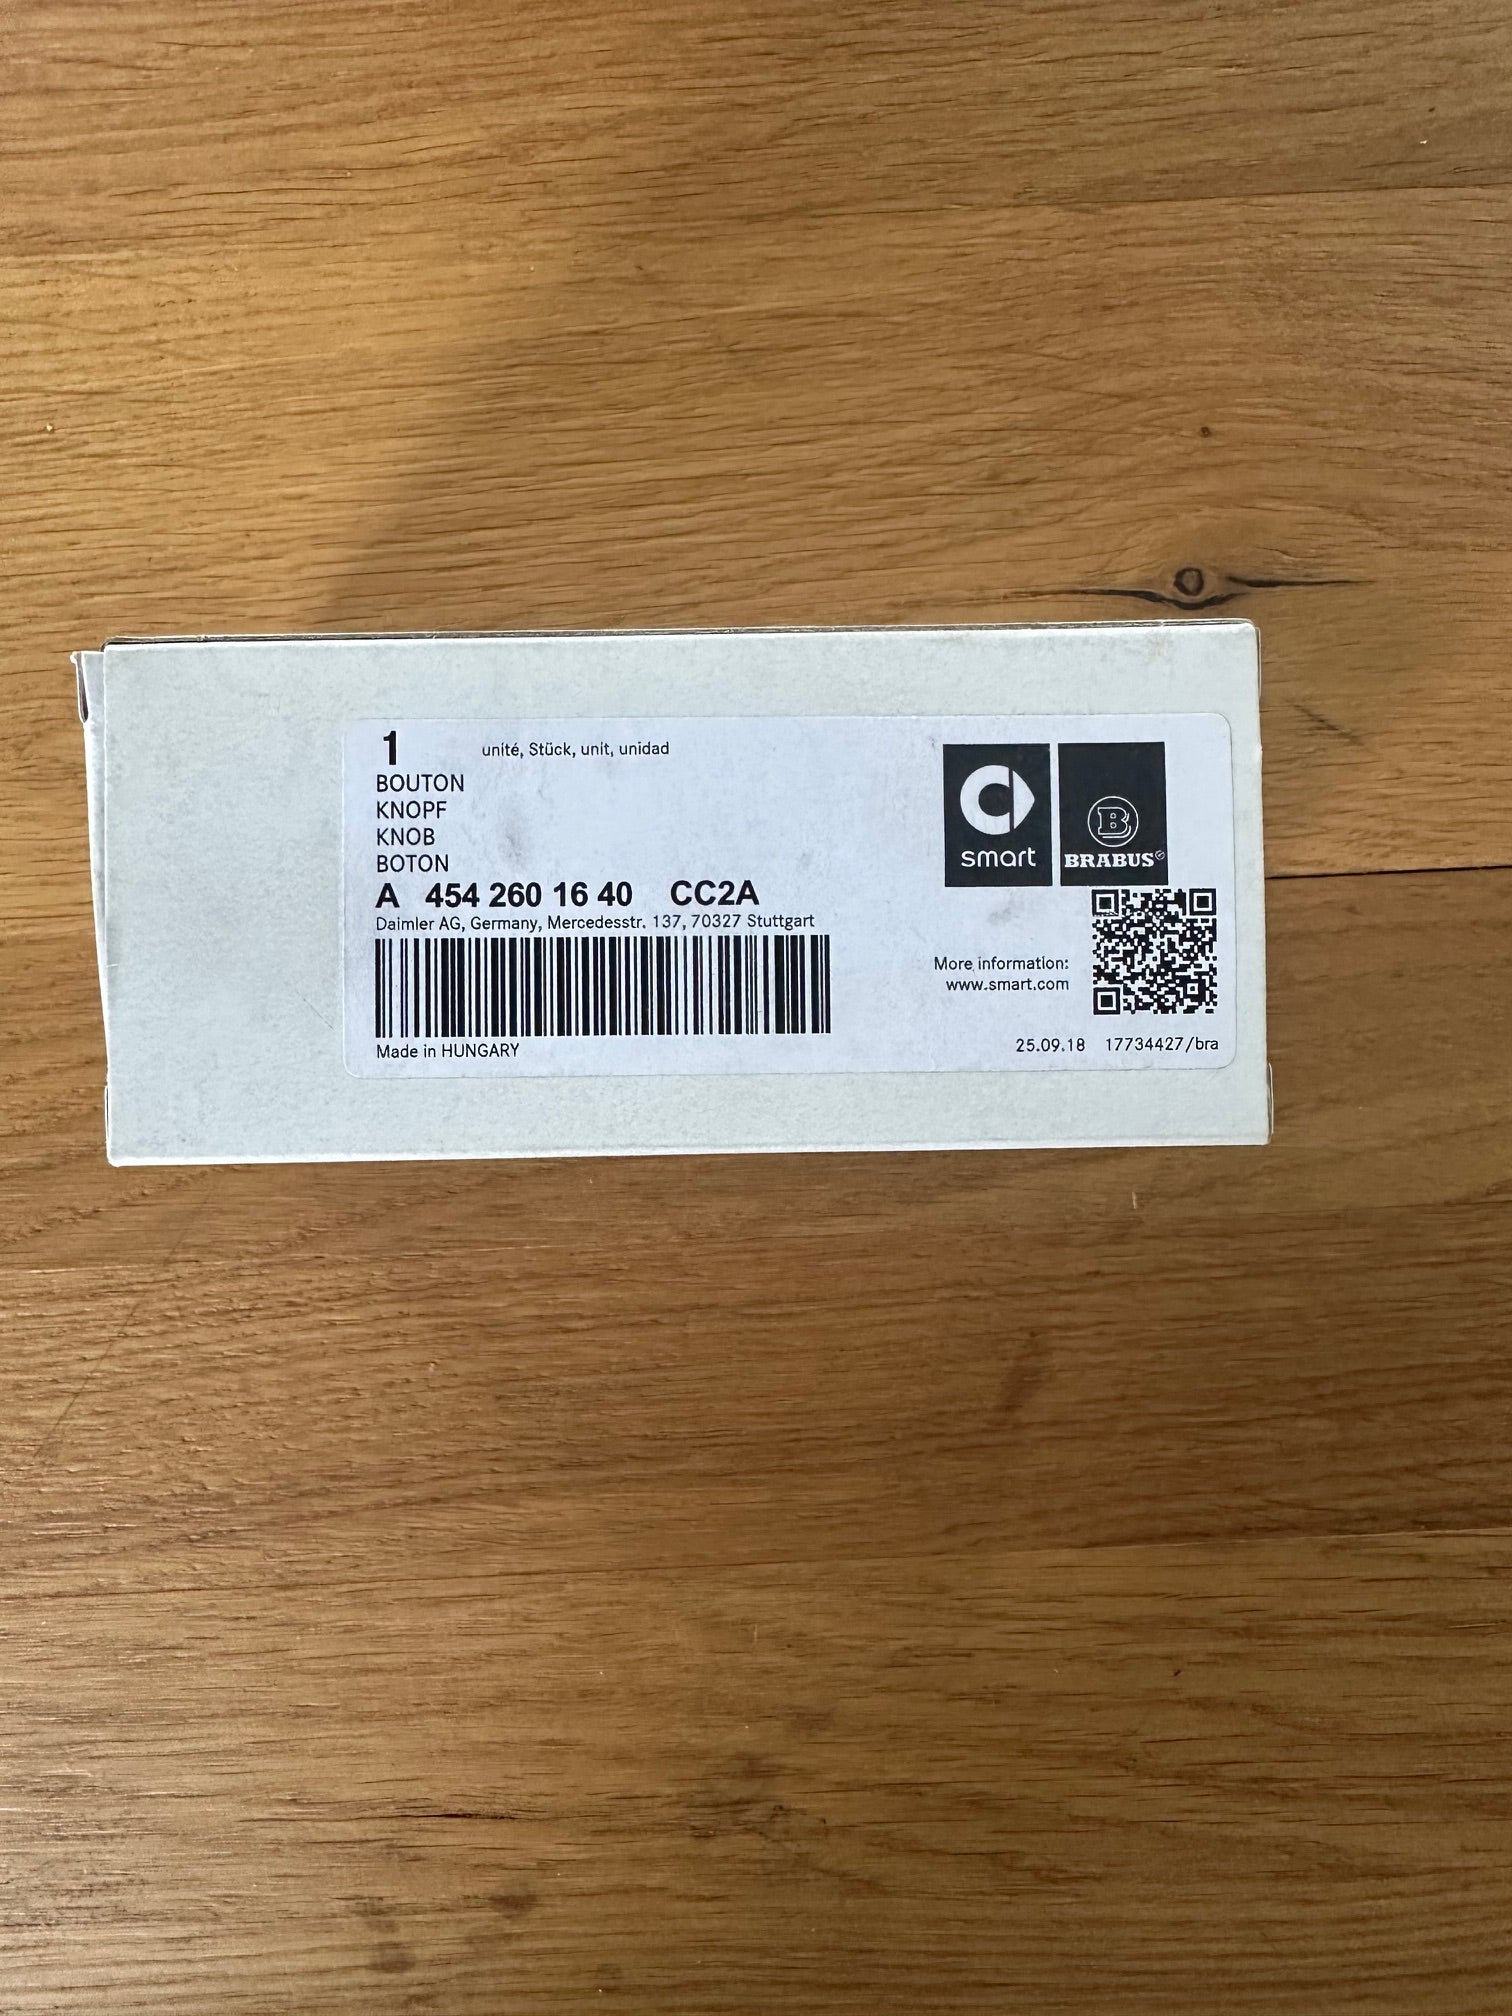 1 unité, Stück, unit, unidad
BOUTON
KNOPF
KNOB
BOTON
A 454 260 16 40 CC2A
Daimler AG, Germany, Mercedesstr. 137, 70327 Stuttgart
Made in HUNGARY
smart
B
BRABUS
More information:
www.smart.com
25.09.18 17734427/bra